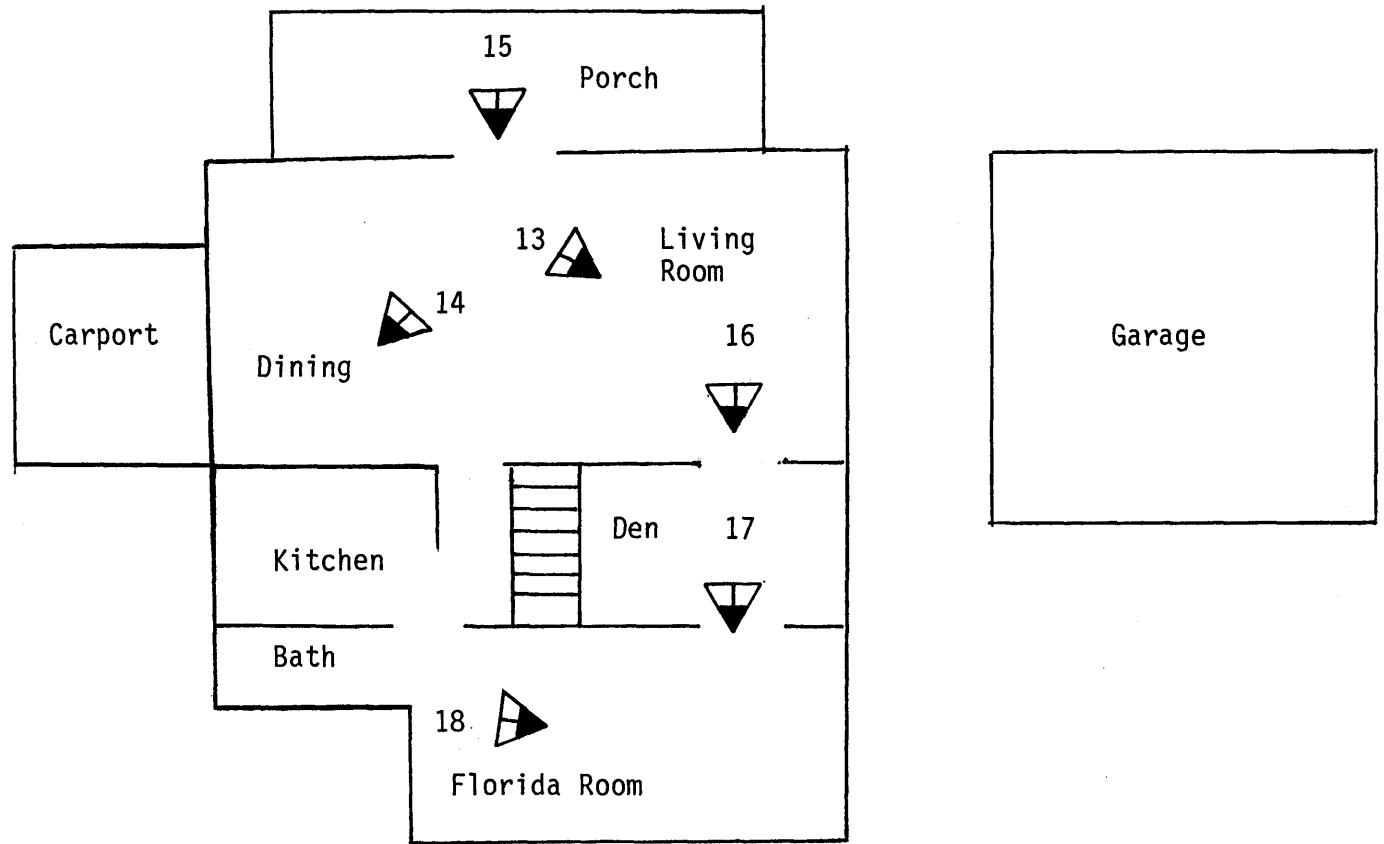 15
Porch
13
Living
Room
14
Carport
16
Garage
Dining
Den
17
Kitchen
Bath
18
Florida Room